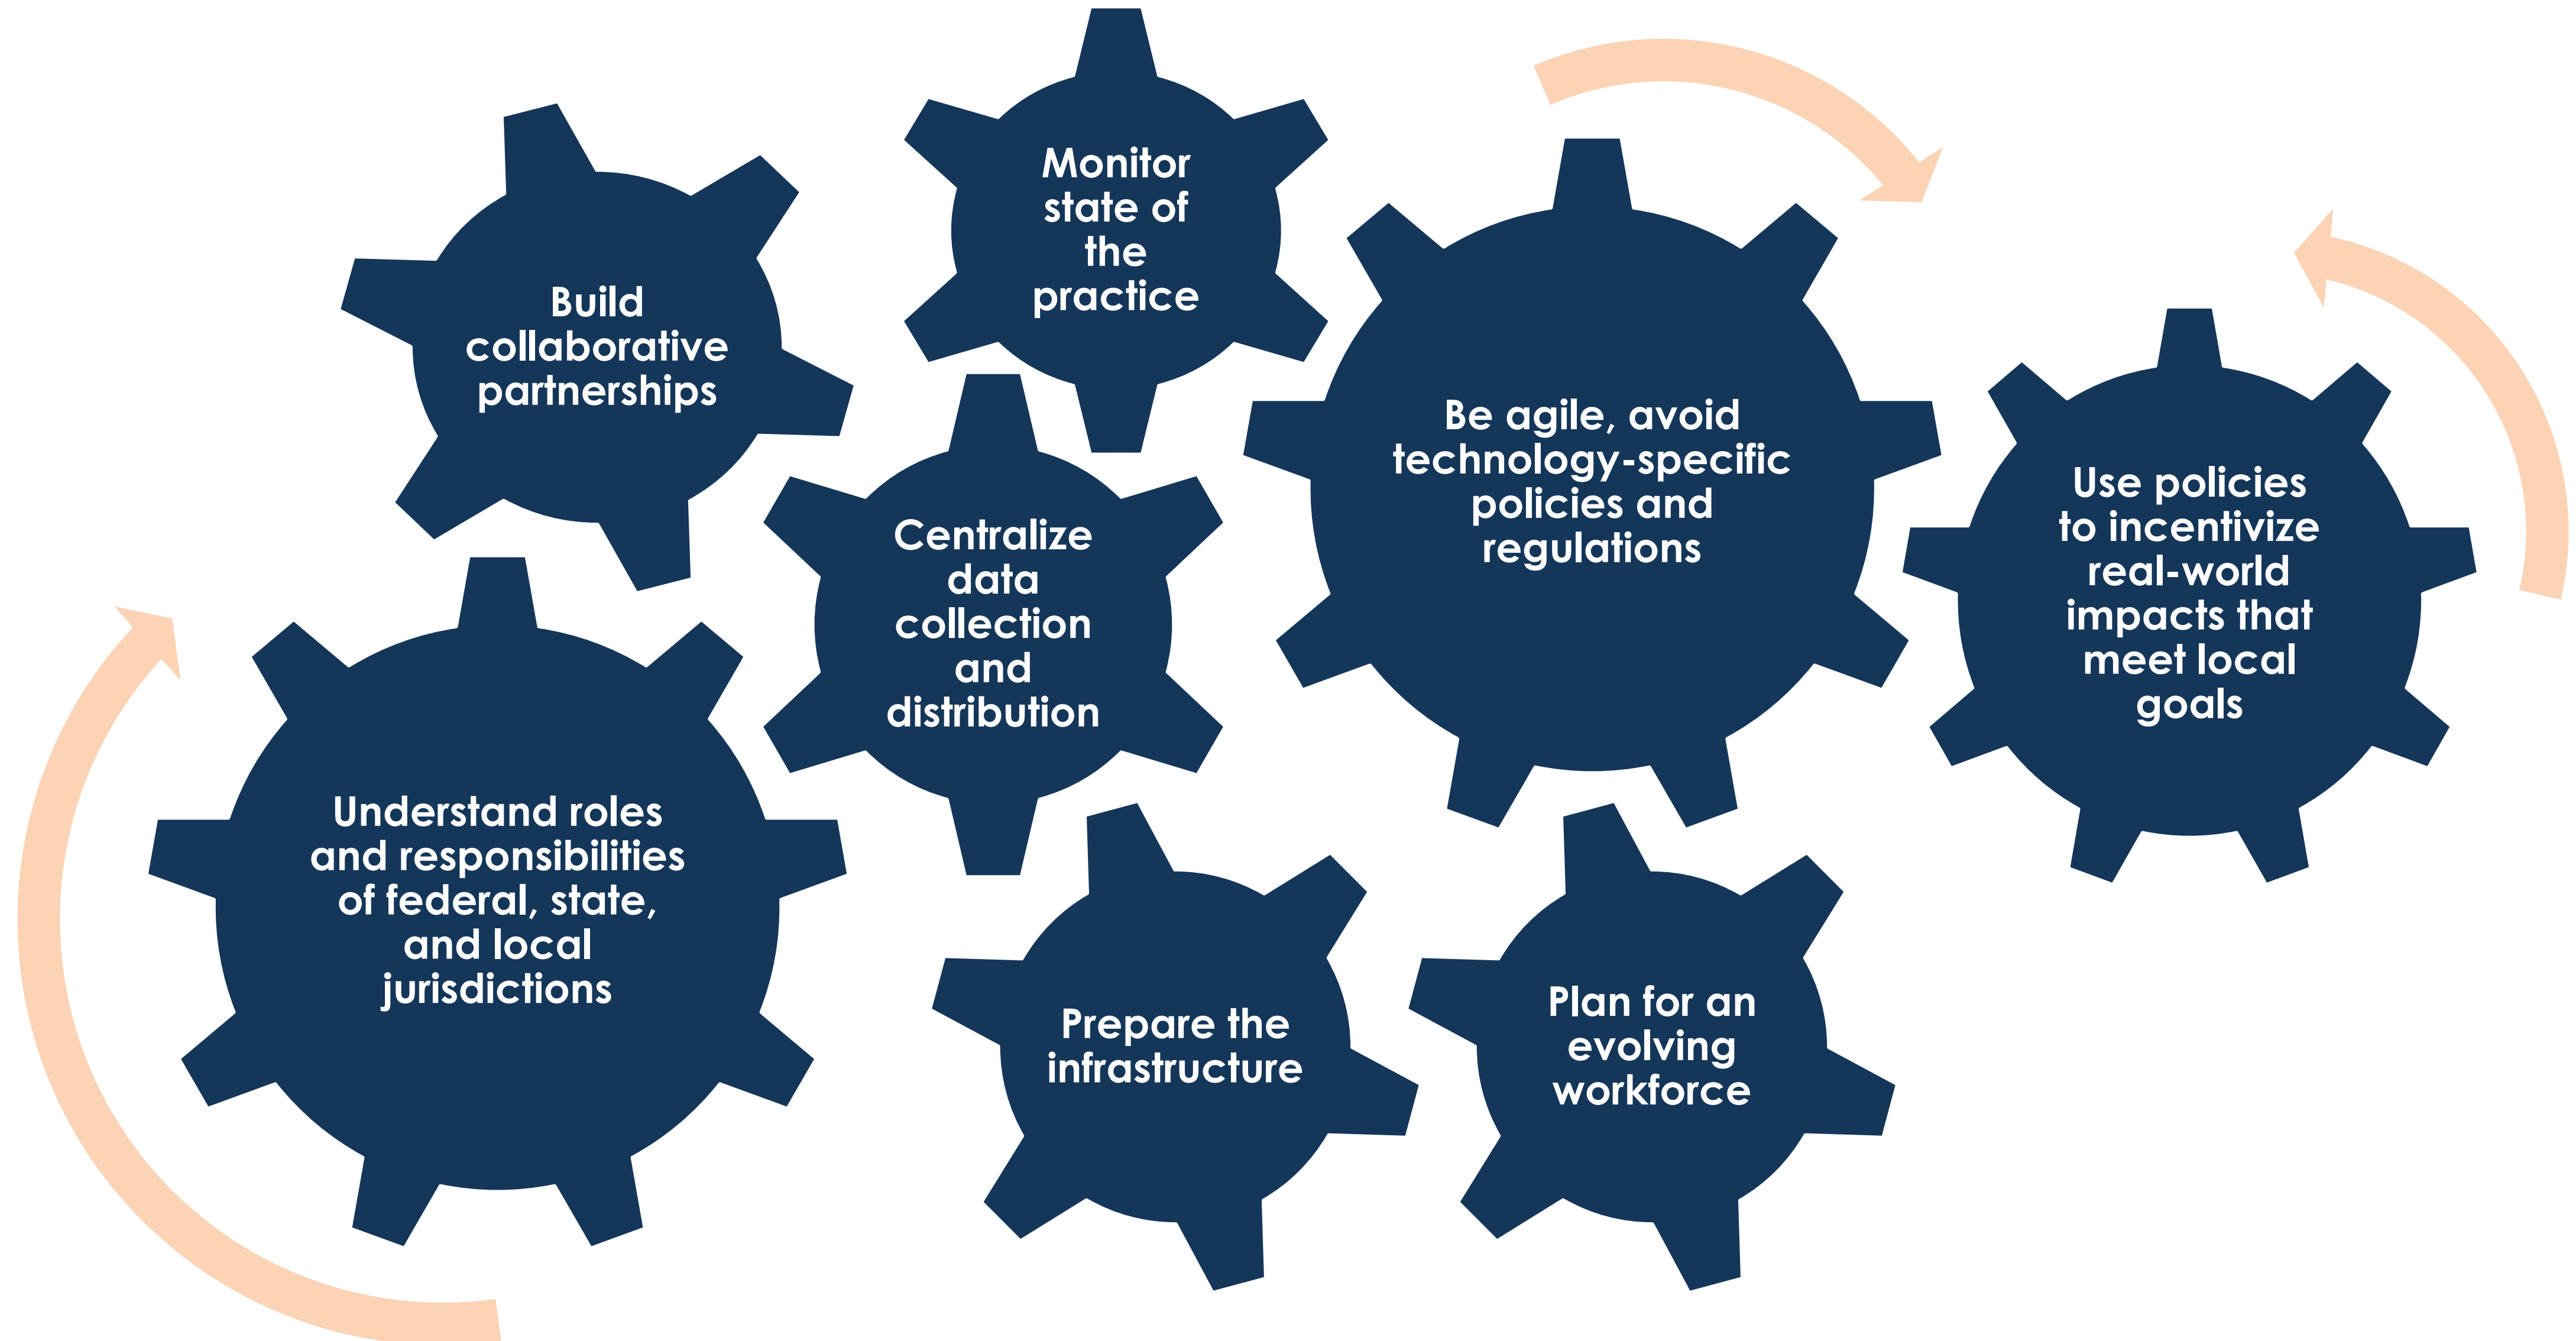 Monitor
state of
the
practice
Build
collaborative
partnerships
Be agile, avoid
technology-specific
policies and
regulations
Use policies
to incentivize
real-world
impacts that
meet local
goals
Centralize
data
collection
and
distribution
Understand roles
and responsibilities
of federal, state,
and local
jurisdictions
Prepare the
infrastructure
Plan for an
evolving
workforce